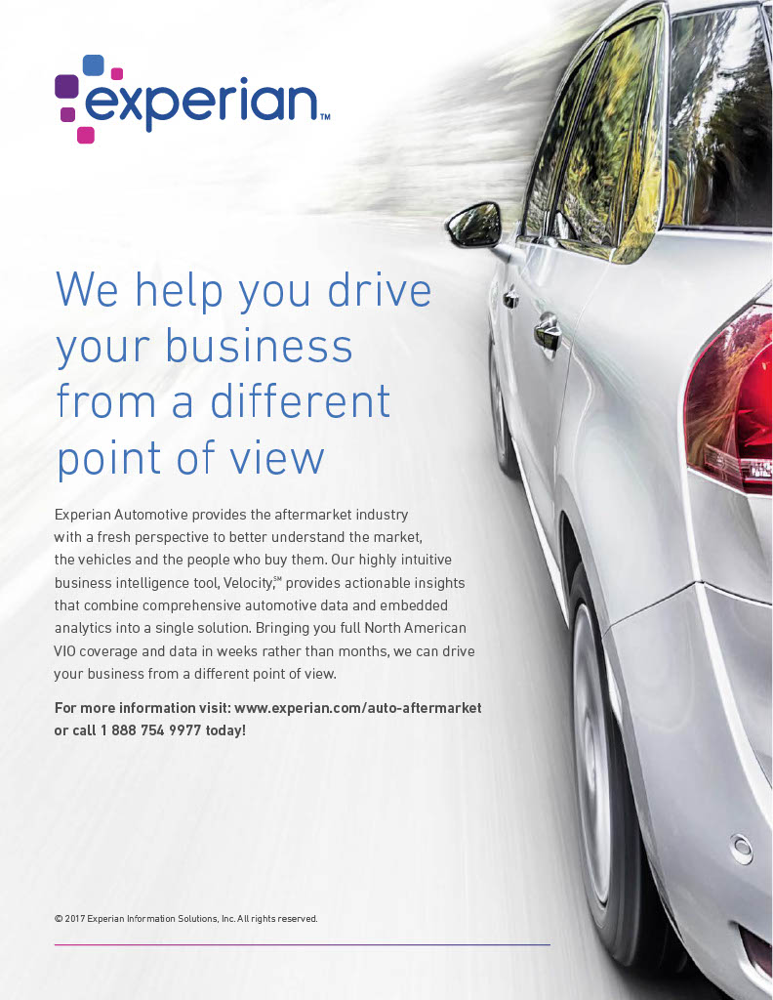 experian™
We help you drive
your business
from a different
point of view
Experian Automotive provides the aftermarket industry
with a fresh perspective to better understand the market,
the vehicles and the people who buy them. Our highly intuitive
business intelligence tool, Velocity,℠ provides actionable insights
that combine comprehensive automotive data and embedded
analytics into a single solution. Bringing you full North American
VIO coverage and data in weeks rather than months, we can drive
your business from a different point of view.
For more information visit: www.experian.com/auto-aftermarket
or call 1 888 754 9977 today!
© 2017 Experian Information Solutions, Inc. All rights reserved.